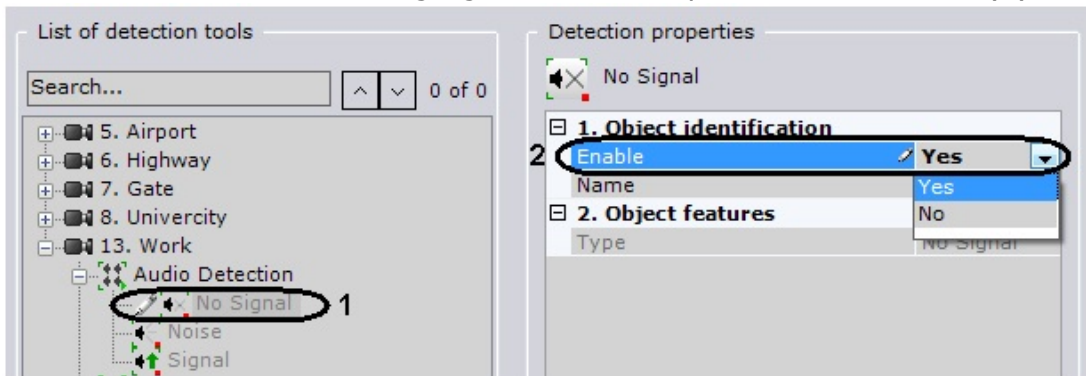 List of detection tools
Search...
0 of 0
5. Airport
6. Highway
7. Gate
8. Univercity
13. Work
Audio Detection
No Signal 1
Noise
Signal
Detection properties
No Signal
1. Object identification
2 Enable Yes
Name Yes
No
2. Object features
Type No Signal